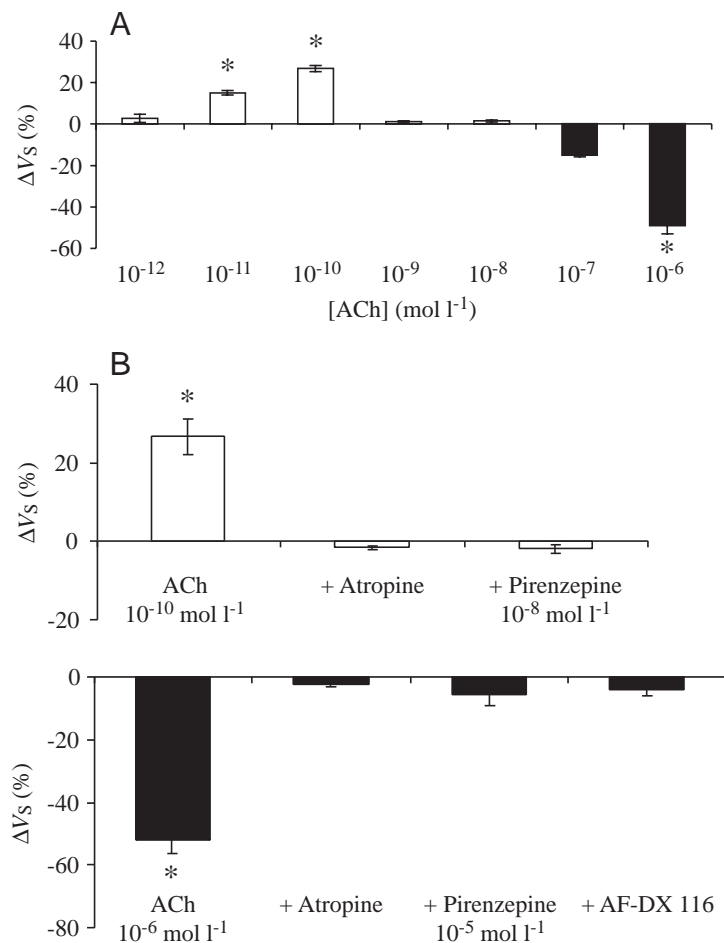 A
ΔVS (%)
40
20
0
-20
-40
-60
*
*
*
10-12
10-11
10-10
10-9
10-8
10-7
10-6
[ACh] (mol l-1)
B
ΔVS (%)
40
20
0
-20
*
ACh
10-10 mol l-1
+ Atropine
+ Pirenzepine
10-8 mol l-1
ΔVS (%)
0
-20
-40
-60
-80
*
ACh
10-6 mol l-1
+ Atropine
+ Pirenzepine
10-5 mol l-1
+ AF-DX 116